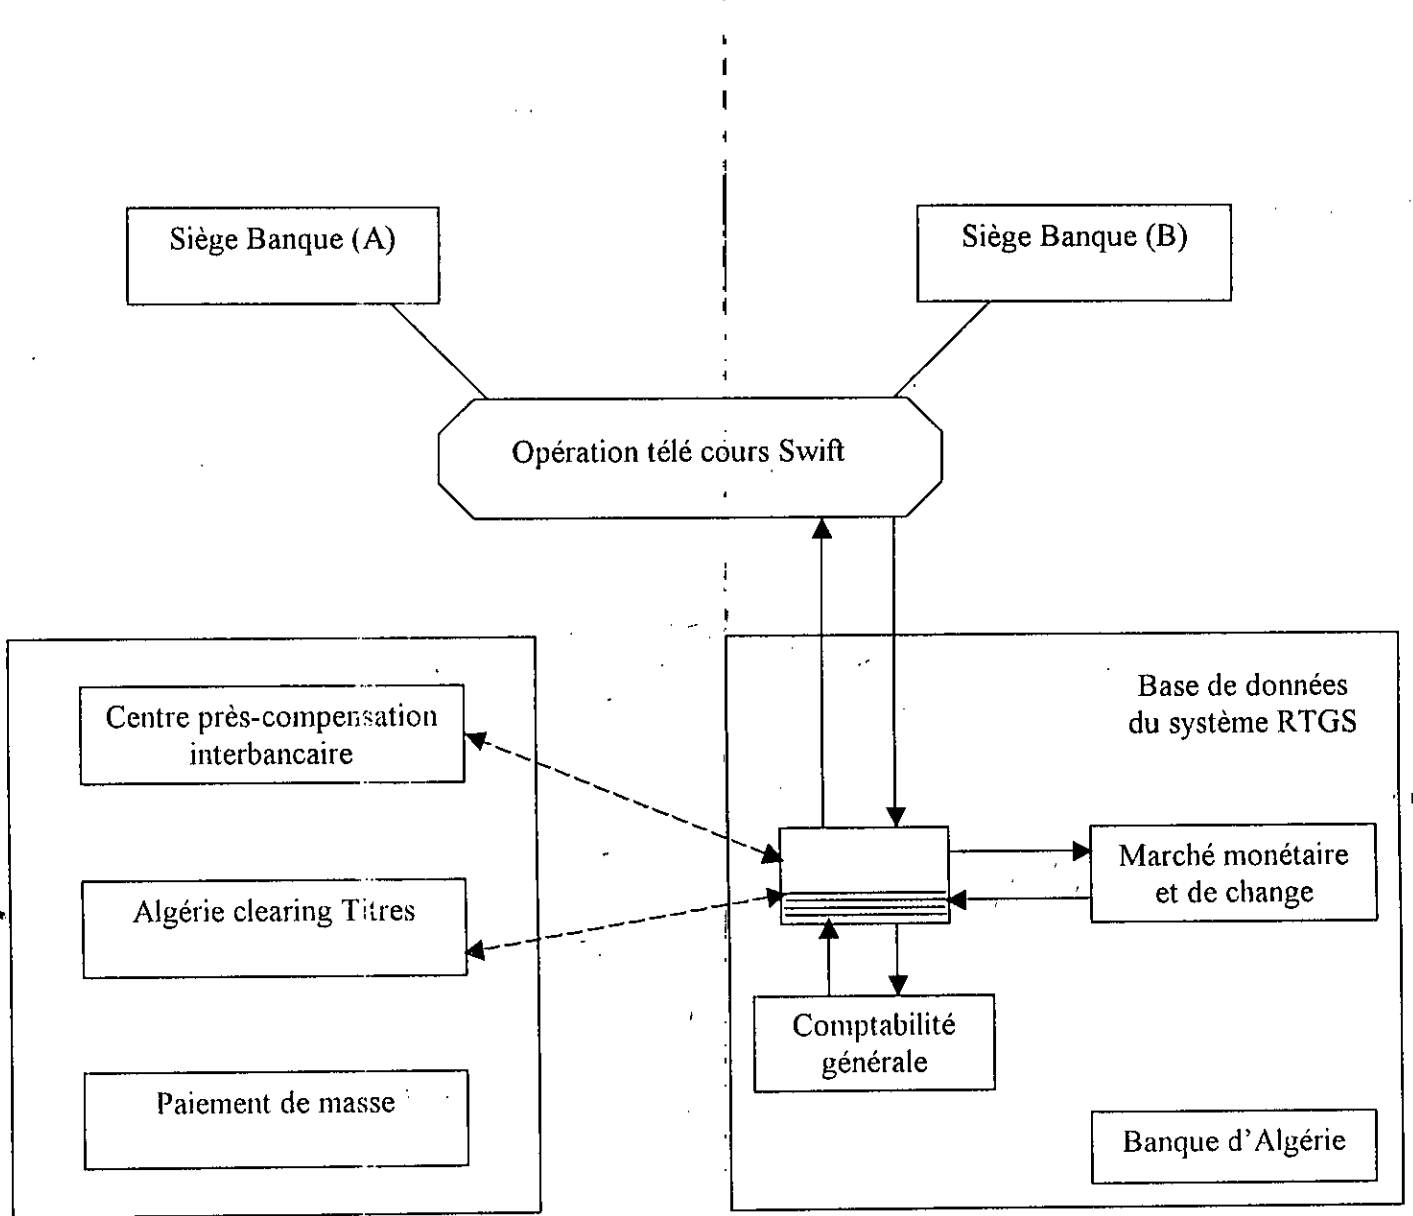 Siège Banque (A)
Siège Banque (B)
Opération télé cours Swift
Centre près-compensation
interbancaire
Algérie clearing Titres
Paiement de masse
Base de données
du système RTGS
Marché monétaire
et de change
Comptabilité
générale
Banque d'Algérie